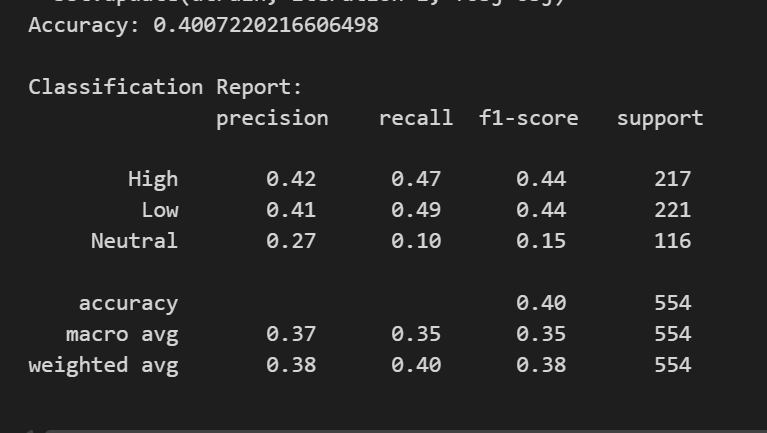 Accuracy: 0.4007220216606498
Classification Report:
precision recall f1-score support
High 0.42 0.47 0.44 217
Low 0.41 0.49 0.44 221
Neutral 0.27 0.10 0.15 116
accuracy 0.40 554
macro avg 0.37 0.35 0.35 554
weighted avg 0.38 0.40 0.38 554